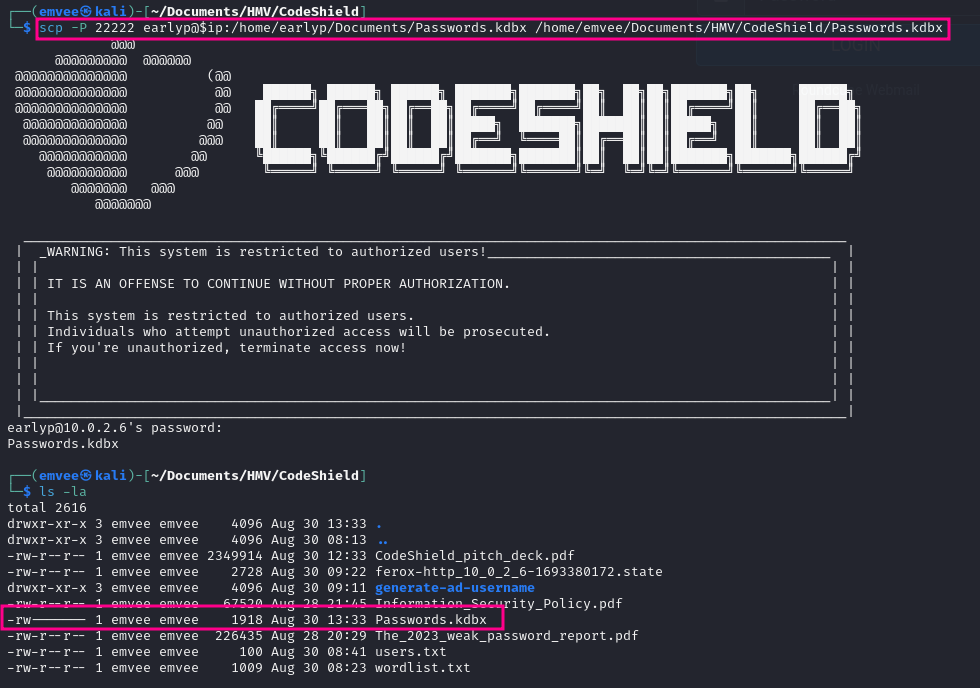 ┌──(emvee㉿kali)-[~/Documents/HMV/CodeShield]
└─$ scp -P 22222 earlyp@$ip:/home/earlyp/Documents/Passwords.kdbx /home/emvee/Documents/HMV/CodeShield/Passwords.kdbx
LOGIN
Roundcube Webmail
CODESHIELD
_WARNING: This system is restricted to authorized users!
IT IS AN OFFENSE TO CONTINUE WITHOUT PROPER AUTHORIZATION.
This system is restricted to authorized users.
Individuals who attempt unauthorized access will be prosecuted.
If you're unauthorized, terminate access now!
earlyp@10.0.2.6's password:
Passwords.kdbx
┌──(emvee㉿kali)-[~/Documents/HMV/CodeShield]
└─$ ls -la
total 2616
drwxr-xr-x 3 emvee emvee    4096 Aug 30 13:33 .
drwxr-xr-x 3 emvee emvee    4096 Aug 30 08:13 ..
-rw-r--r-- 1 emvee emvee 2349914 Aug 30 12:33 CodeShield_pitch_deck.pdf
-rw-r--r-- 1 emvee emvee    2728 Aug 30 09:22 ferox-http_10_0_2_6-1693380172.state
drwxr-xr-x 3 emvee emvee    4096 Aug 30 09:11 generate-ad-username
-rw-r--r-- 1 emvee emvee   67520 Aug 28 21:45 Information_Security_Policy.pdf
-rw------- 1 emvee emvee    1918 Aug 30 13:33 Passwords.kdbx
-rw-r--r-- 1 emvee emvee  226435 Aug 28 20:29 The_2023_weak_password_report.pdf
-rw-r--r-- 1 emvee emvee     100 Aug 30 08:41 users.txt
-rw-r--r-- 1 emvee emvee    1009 Aug 30 08:23 wordlist.txt